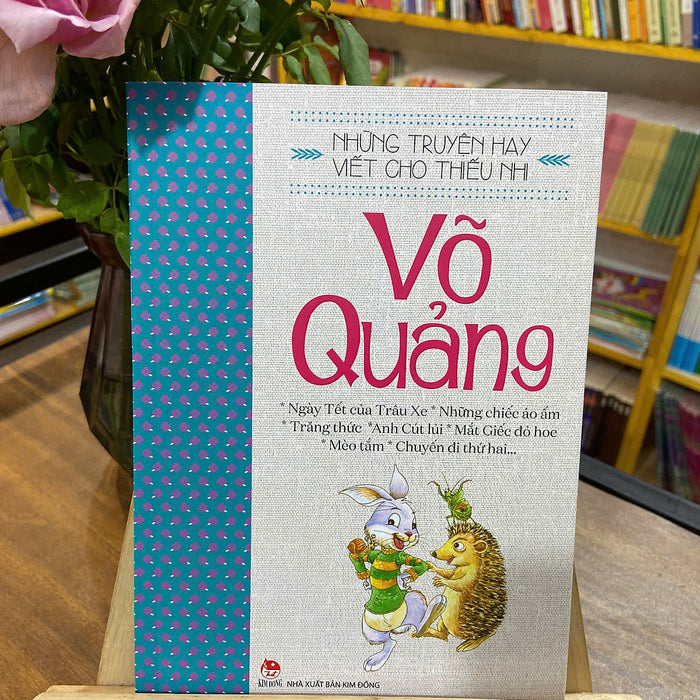 NHỮNG TRUYỆN HAY
VIẾT CHO THIẾU NHI
VÕ
QUẢNG
* Ngày Tết của Trâu Xe * Những chiếc áo ấm
* Trăng thức *Anh Cút lủi * Mắt Giếc đỏ hoe
* Mèo tắm * Chuyến đi thứ hai...
KIM ĐỒNG
NHÀ XUẤT BẢN KIM ĐỒNG